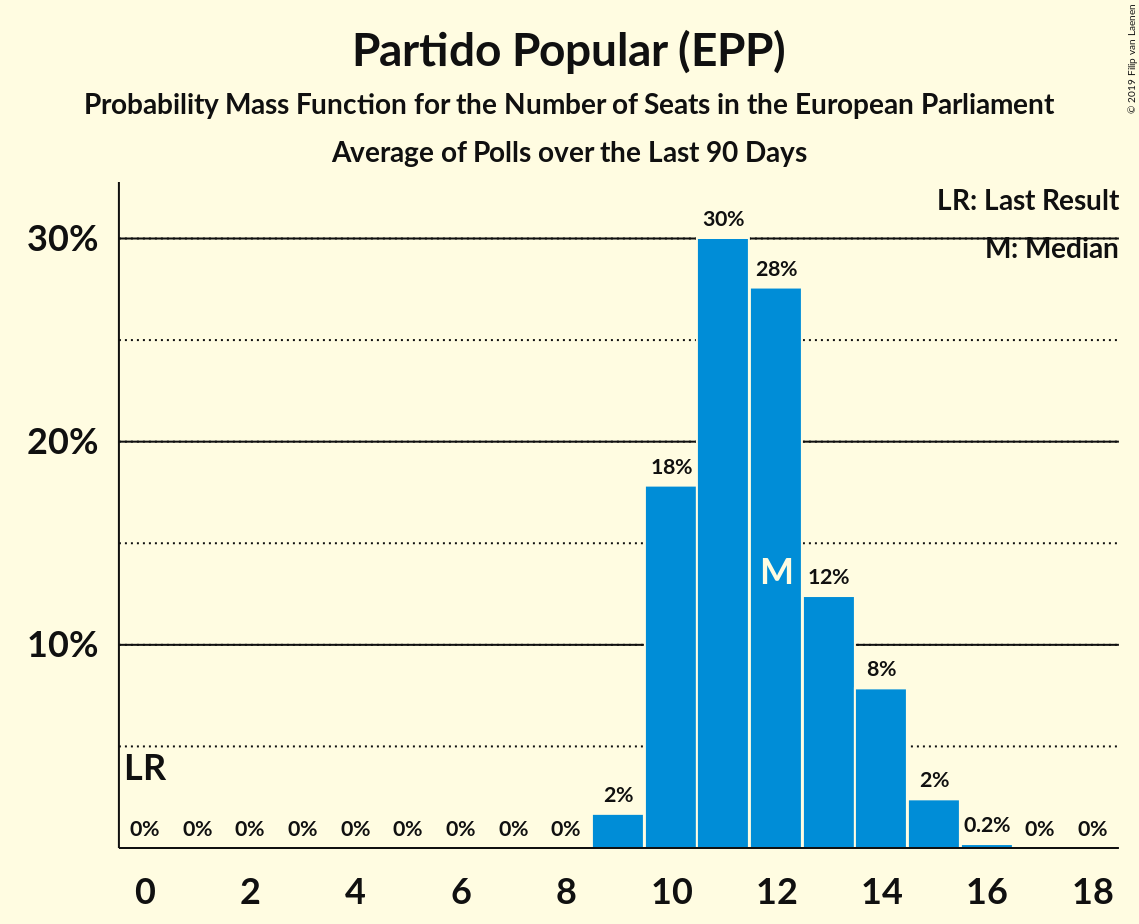 Partido Popular (EPP)
Probability Mass Function for the Number of Seats in the European Parliament
Average of Polls over the Last 90 Days
© 2019 Filip van Laenen
LR: Last Result
M: Median
30%
20%
10%
30%
28%
18%
M
12%
8%
LR
2%
2%
0% 0% 0% 0% 0% 0% 0% 0% 0% 0.2% 0% 0%
0 2 4 6 8 10 12 14 16 18